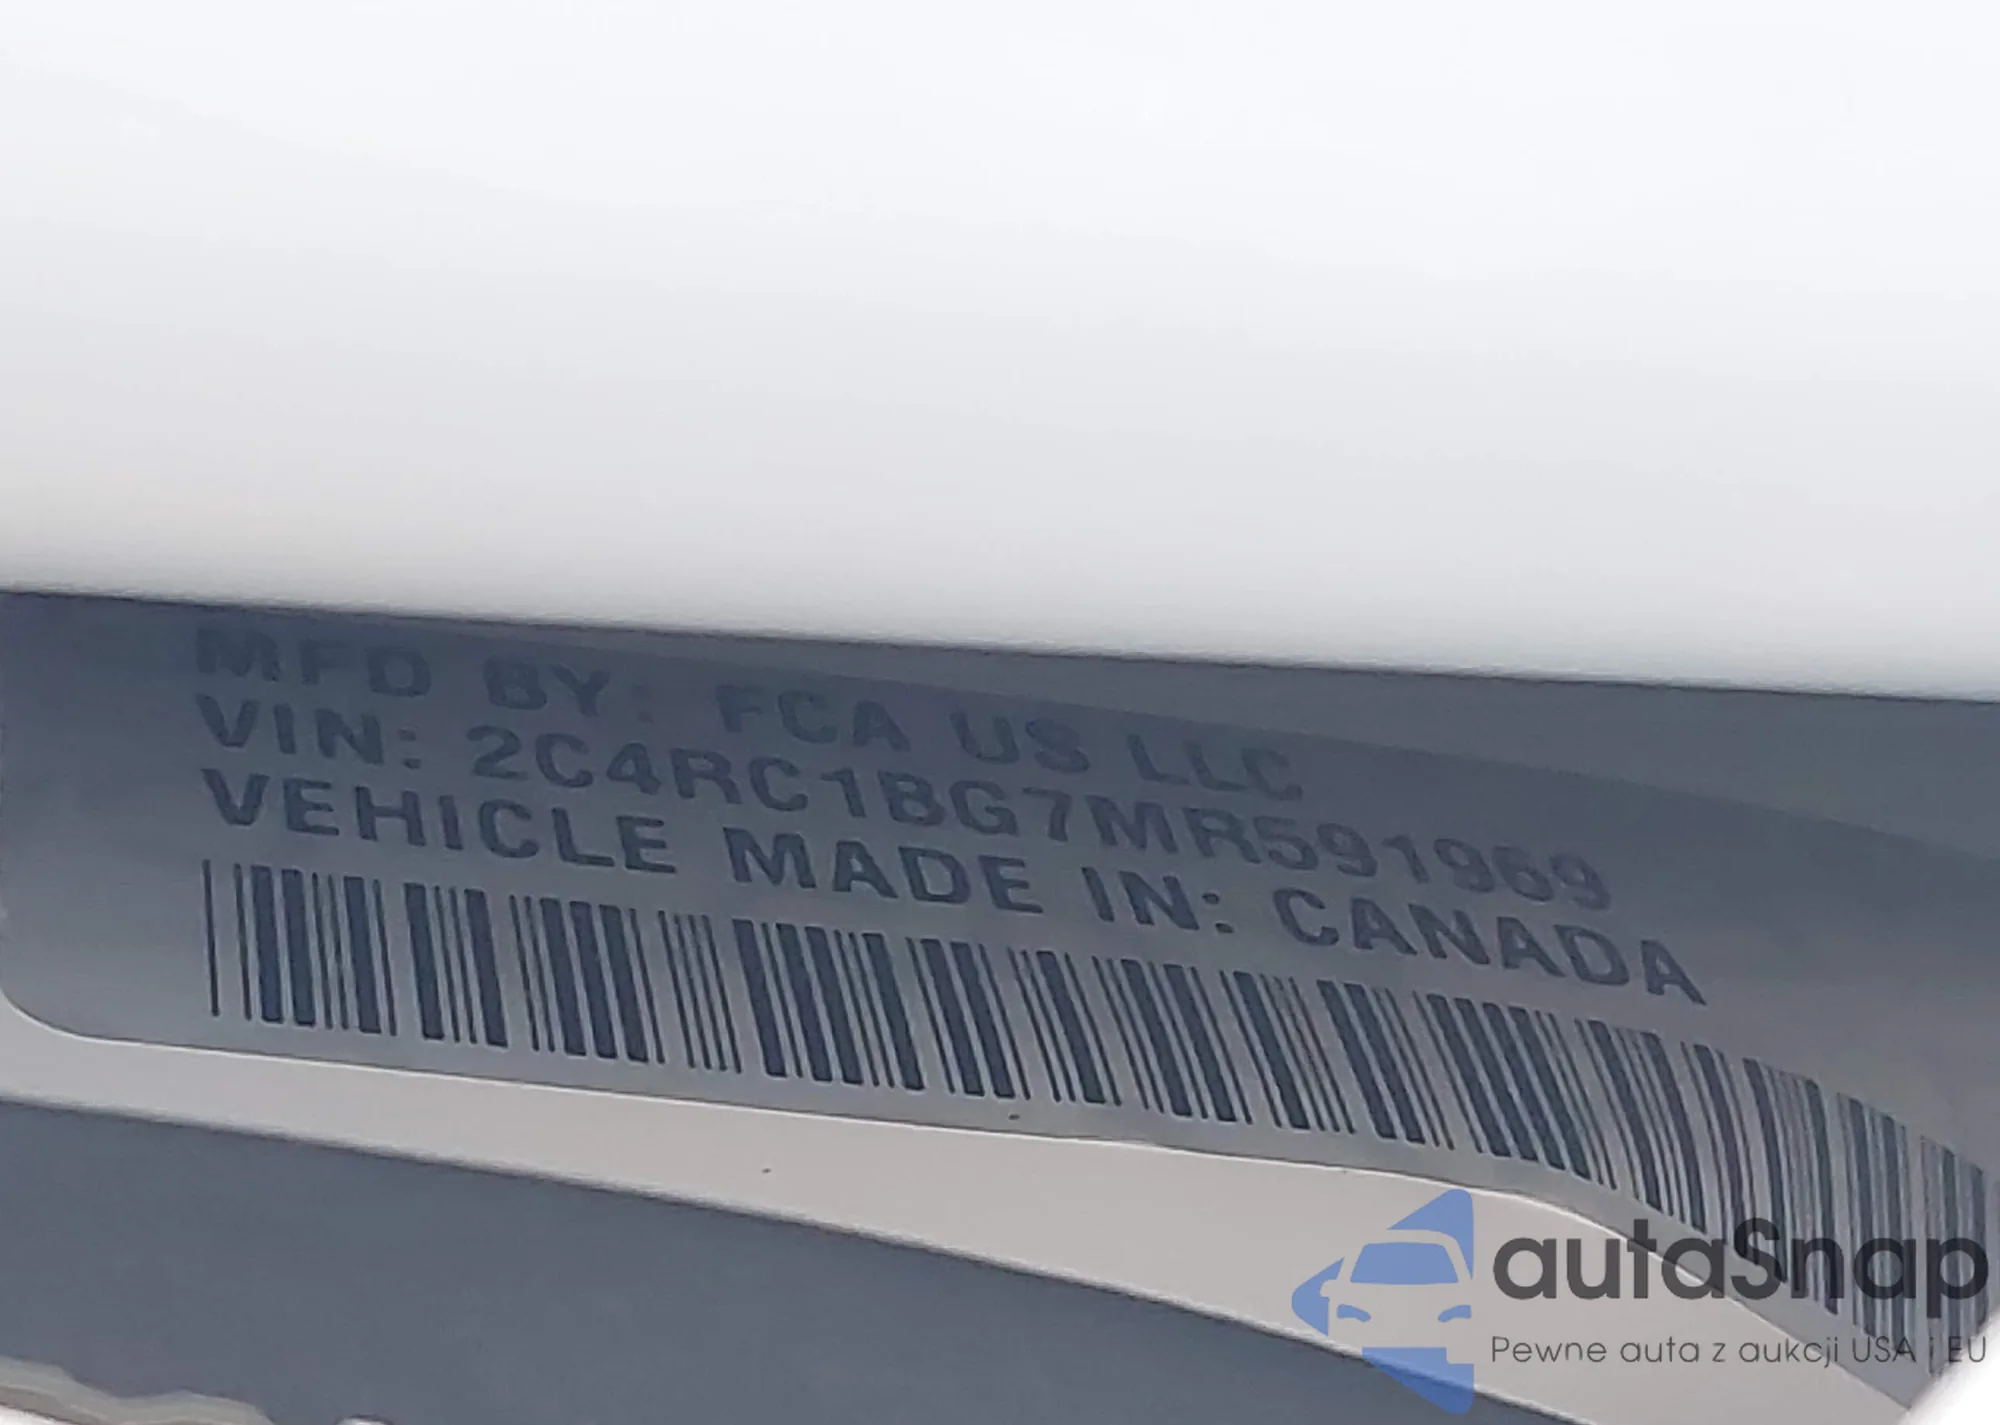 MFD BY: FCA US LLC
VIN: 2C4RC1BG7MR591969
VEHICLE MADE IN: CANADA
autaSnap
Pewne auta z aukcji USA i EU